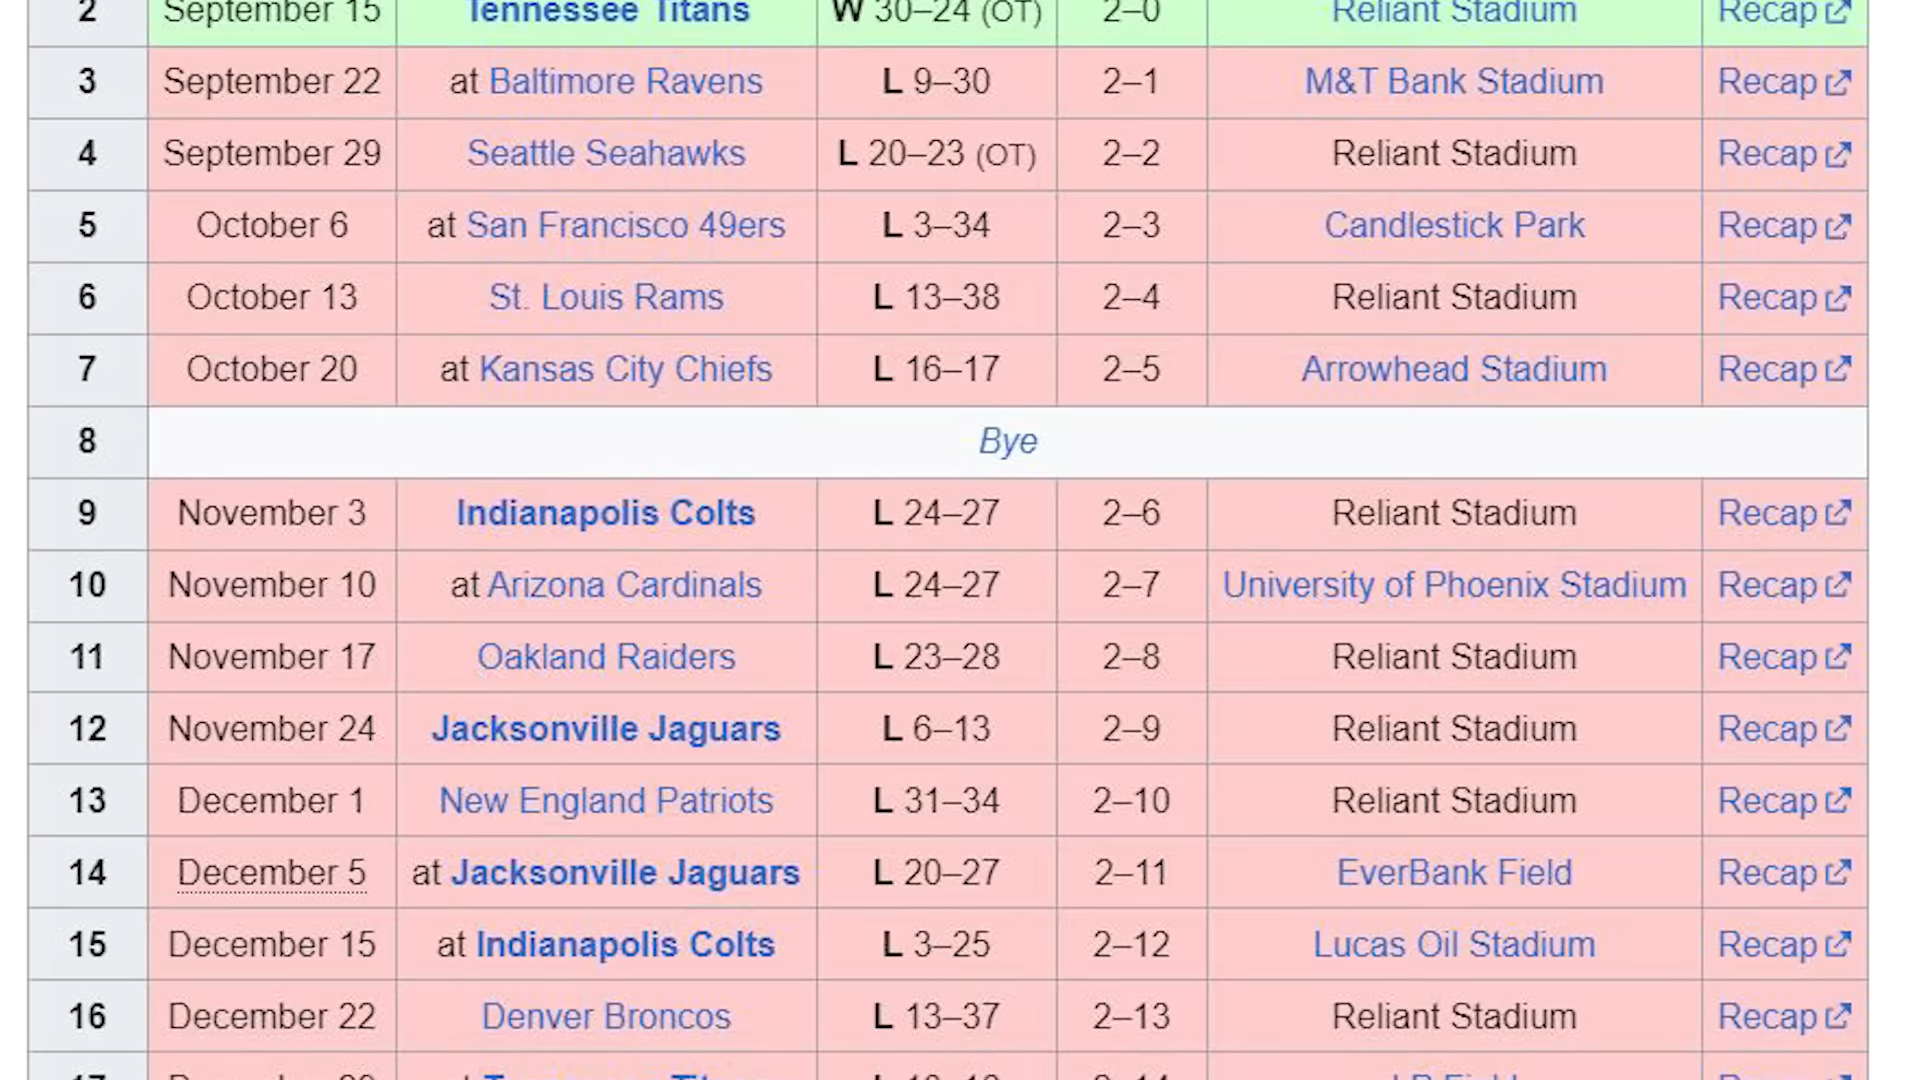 2 September 15 Tennessee Titans W 30–24 (OT) 2–0 Reliant Stadium Recap
3 September 22 at Baltimore Ravens L 9–30 2–1 M&T Bank Stadium Recap
4 September 29 Seattle Seahawks L 20–23 (OT) 2–2 Reliant Stadium Recap
5 October 6 at San Francisco 49ers L 3–34 2–3 Candlestick Park Recap
6 October 13 St. Louis Rams L 13–38 2–4 Reliant Stadium Recap
7 October 20 at Kansas City Chiefs L 16–17 2–5 Arrowhead Stadium Recap
8 Bye
9 November 3 Indianapolis Colts L 24–27 2–6 Reliant Stadium Recap
10 November 10 at Arizona Cardinals L 24–27 2–7 University of Phoenix Stadium Recap
11 November 17 Oakland Raiders L 23–28 2–8 Reliant Stadium Recap
12 November 24 Jacksonville Jaguars L 6–13 2–9 Reliant Stadium Recap
13 December 1 New England Patriots L 31–34 2–10 Reliant Stadium Recap
14 December 5 at Jacksonville Jaguars L 20–27 2–11 EverBank Field Recap
15 December 15 at Indianapolis Colts L 3–25 2–12 Lucas Oil Stadium Recap
16 December 22 Denver Broncos L 13–37 2–13 Reliant Stadium Recap